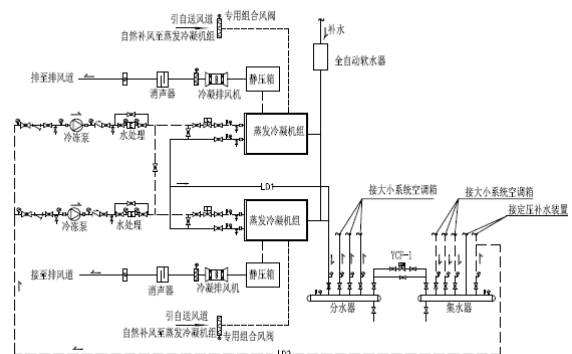 引自送风道
专用组合风阀
自然补风至蒸发冷凝机组
补水
全自动软水器
排至排风道
消声器
冷凝排风机
静压箱
冷冻泵
水处理
蒸发冷凝机组
LD1
接大小系统空调箱
接大小系统空调箱
接定压补水装置
冷冻泵
水处理
蒸发冷凝机组
YCF-1
接至排风道
消声器
冷凝排风机
静压箱
分水器
集水器
引自送风道
自然补风至蒸发冷凝机组
专用组合风阀
LD2